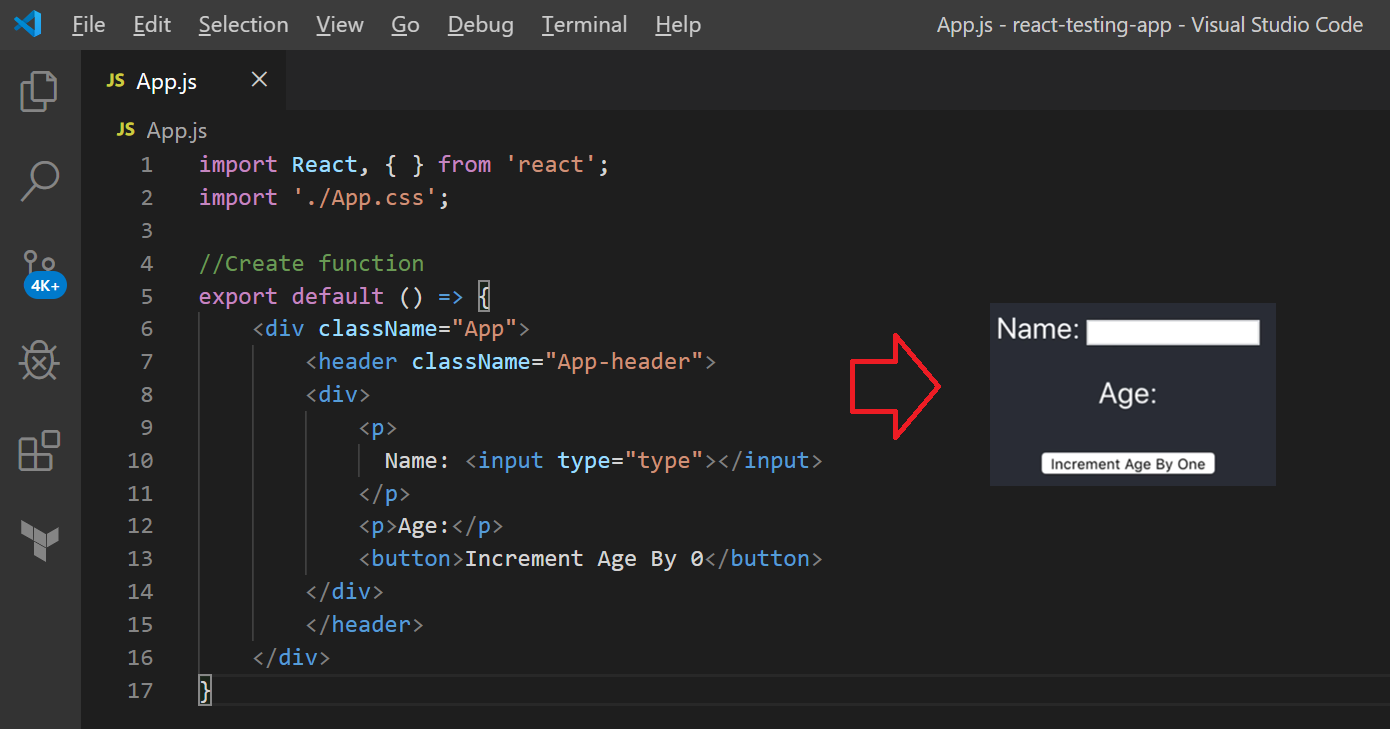 File Edit Selection View Go Debug Terminal Help App.js - react-testing-app - Visual Studio Code
JS App.js ×
JS App.js
1 import React, { } from 'react';
2 import './App.css';
3
4 //Create function
5 export default () => {
6 <div className="App">
7 <header className="App-header">
8 <div>
9 <p>
10 Name: <input type="type"></input>
11 </p>
12 <p>Age:</p>
13 <button>Increment Age By 0</button>
14 </div>
15 </header>
16 </div>
17 }
4K+
Name:
Age:
Increment Age By One